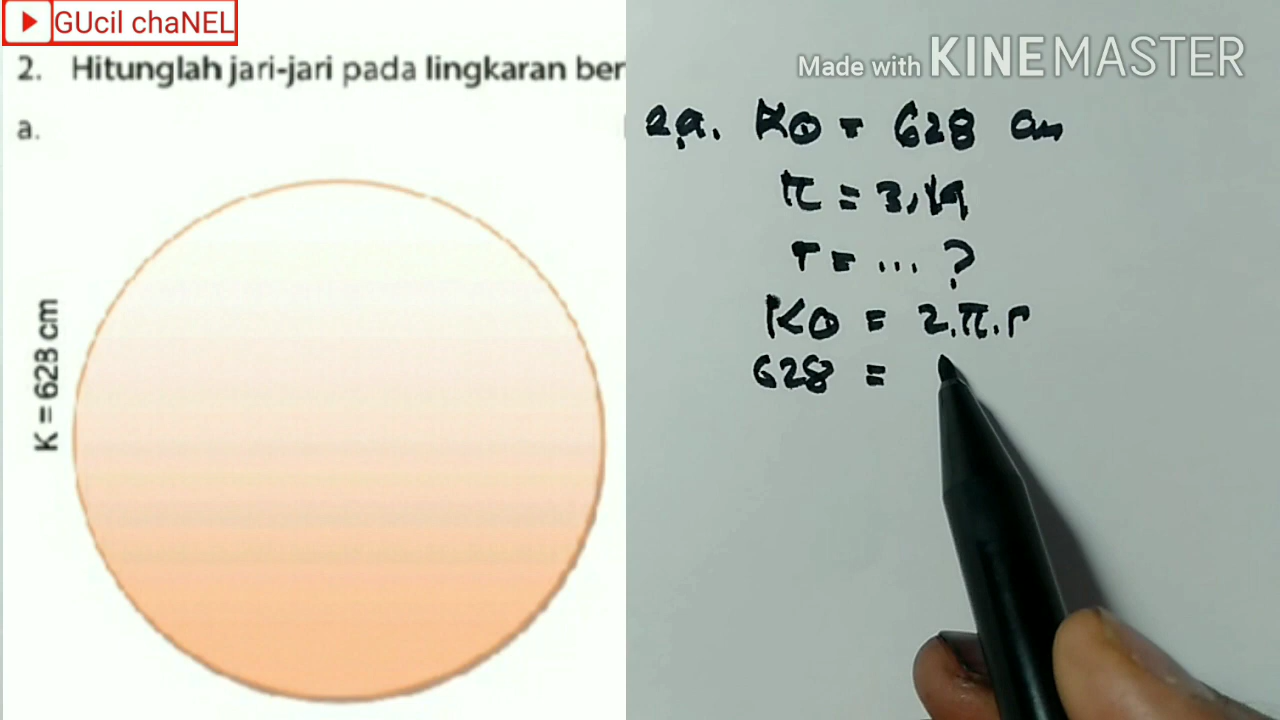 GUcil chaNEL
2. Hitunglah jari-jari pada lingkaran ber
a.
K = 628 cm
Made with KINEMASTER
2.a. K⊙ = 628 cm
π = 3,14
r = ... ?
K⊙ = 2.π.r
628 =